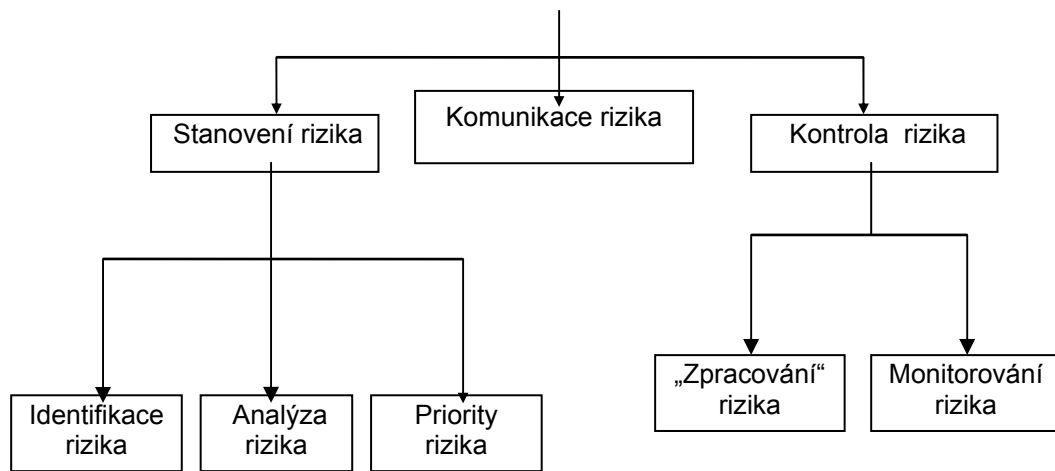 Stanovení rizika
Komunikace rizika
Kontrola rizika
Identifikace
rizika
Analýza
rizika
Priority
rizika
„Zpracování“
rizika
Monitorování
rizika